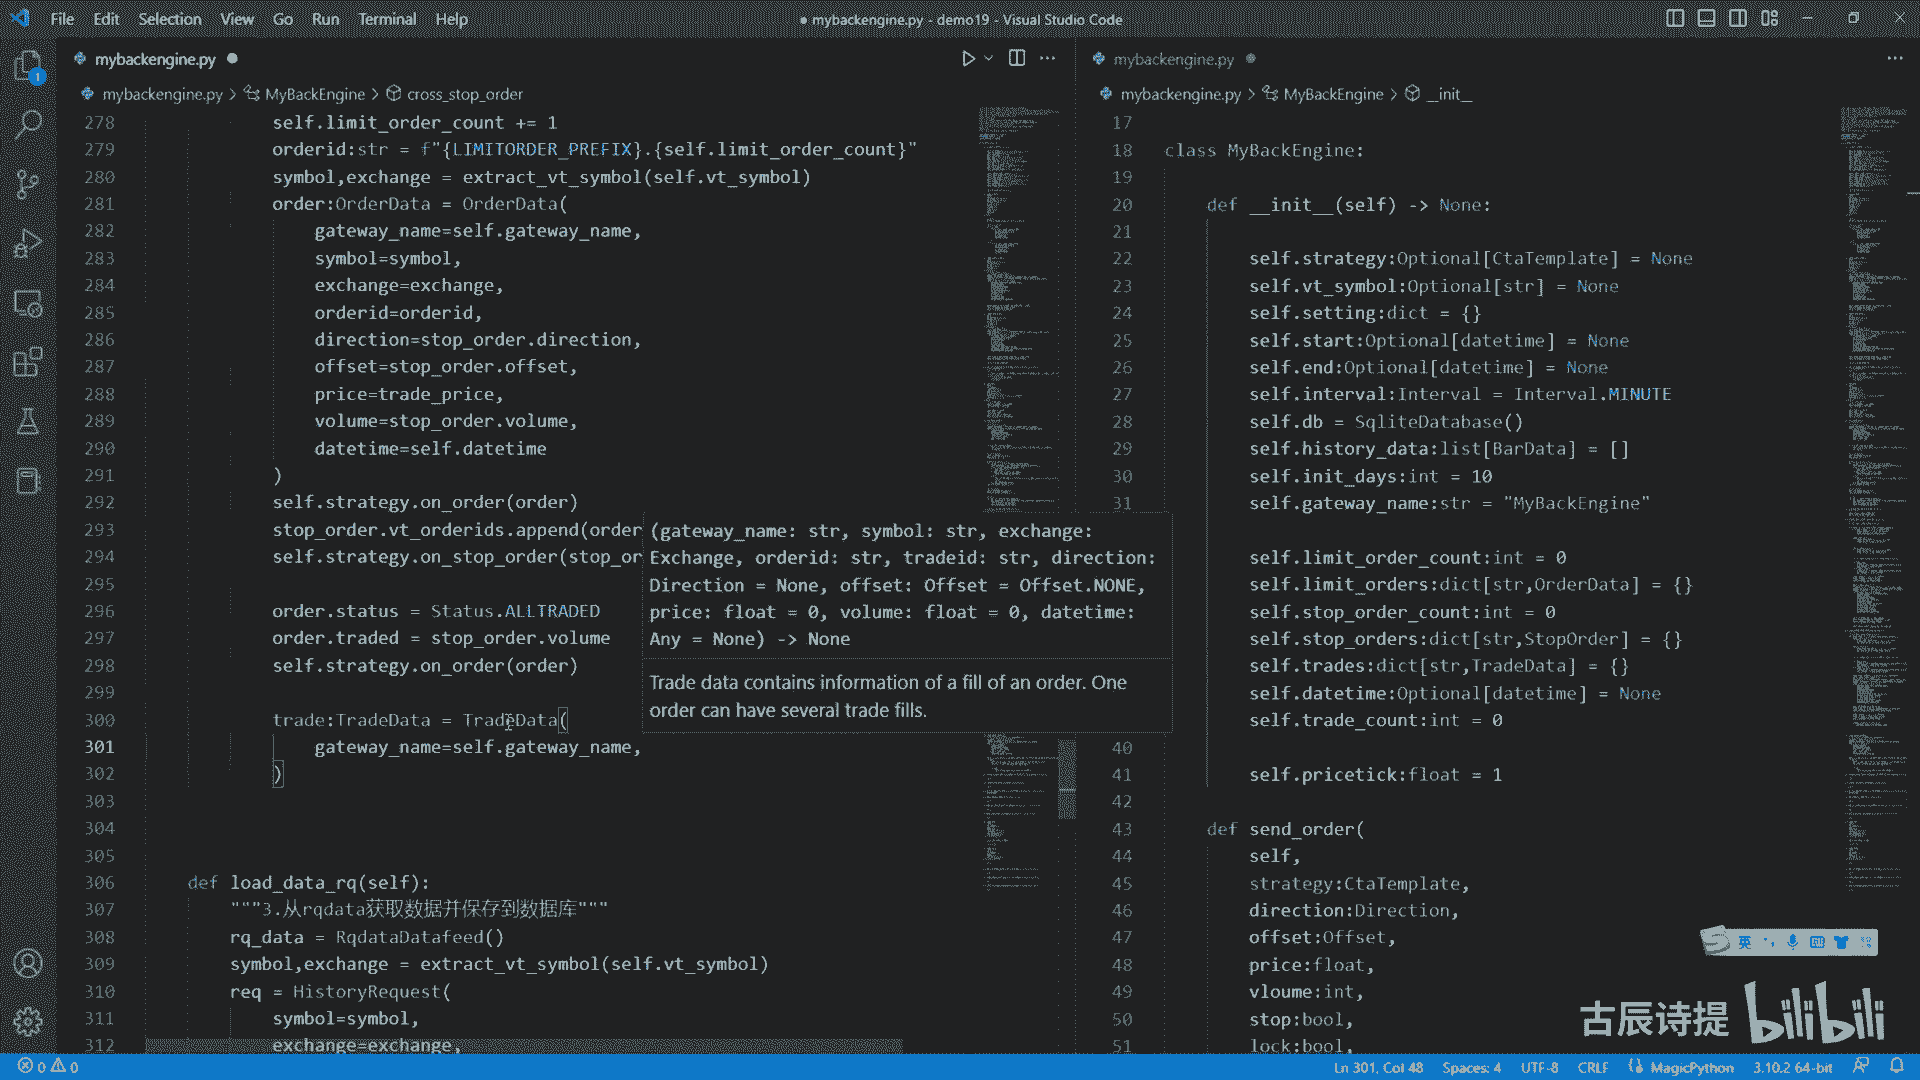 File Edit Selection View Go Run Terminal Help
● mybackengine.py - demo19 - Visual Studio Code
mybackengine.py ●
mybackengine.py > MyBackEngine > cross_stop_order
278 self.limit_order_count += 1
279 orderid:str = f"{LIMITORDER_PREFIX}.{self.limit_order_count}"
280 symbol,exchange = extract_vt_symbol(self.vt_symbol)
281 order:OrderData = OrderData(
282 gateway_name=self.gateway_name,
283 symbol=symbol,
284 exchange=exchange,
285 orderid=orderid,
286 direction=stop_order.direction,
287 offset=stop_order.offset,
288 price=trade_price,
289 volume=stop_order.volume,
290 datetime=self.datetime
291 )
292 self.strategy.on_order(order)
293 stop_order.vt_orderids.append(order
294 self.strategy.on_stop_order(stop_or
295
296 order.status = Status.ALLTRADED
297 order.traded = stop_order.volume
298 self.strategy.on_order(order)
299
300 trade:TradeData = TradeData(
301 gateway_name=self.gateway_name,
302 )
303
304
305
306 def load_data_rq(self):
307 """3.从rqdata获取数据并保存到数据库"""
308 rq_data = RqdataDatafeed()
309 symbol,exchange = extract_vt_symbol(self.vt_symbol)
310 req = HistoryRequest(
311 symbol=symbol,
312 exchange=exchange,
(gateway_name: str, symbol: str, exchange:
Exchange, orderid: str, tradeid: str, direction:
Direction = None, offset: Offset = Offset.NONE,
price: float = 0, volume: float = 0, datetime:
Any = None) -> None
Trade data contains information of a fill of an order. One
order can have several trade fills.
mybackengine.py ●
mybackengine.py > MyBackEngine > __init__
17
18 class MyBackEngine:
19
20 def __init__(self) -> None:
21
22 self.strategy:Optional[CtaTemplate] = None
23 self.vt_symbol:Optional[str] = None
24 self.setting:dict = {}
25 self.start:Optional[datetime] = None
26 self.end:Optional[datetime] = None
27 self.interval:Interval = Interval.MINUTE
28 self.db = SqliteDatabase()
29 self.history_data:list[BarData] = []
30 self.init_days:int = 10
31 self.gateway_name:str = "MyBackEngine"
self.limit_order_count:int = 0
self.limit_orders:dict[str,OrderData] = {}
self.stop_order_count:int = 0
self.stop_orders:dict[str,StopOrder] = {}
self.trades:dict[str,TradeData] = {}
self.datetime:Optional[datetime] = None
self.trade_count:int = 0
40
41 self.pricetick:float = 1
42
43 def send_order(
44 self,
45 strategy:CtaTemplate,
46 direction:Direction,
47 offset:Offset,
48 price:float,
49 vloume:int,
50 stop:bool,
51 lock:bool,
1
英
古辰诗提 bilibili
0 0
Ln 301, Col 48 Spaces: 4 UTF-8 CRLF MagicPython 3.10.2 64-bit